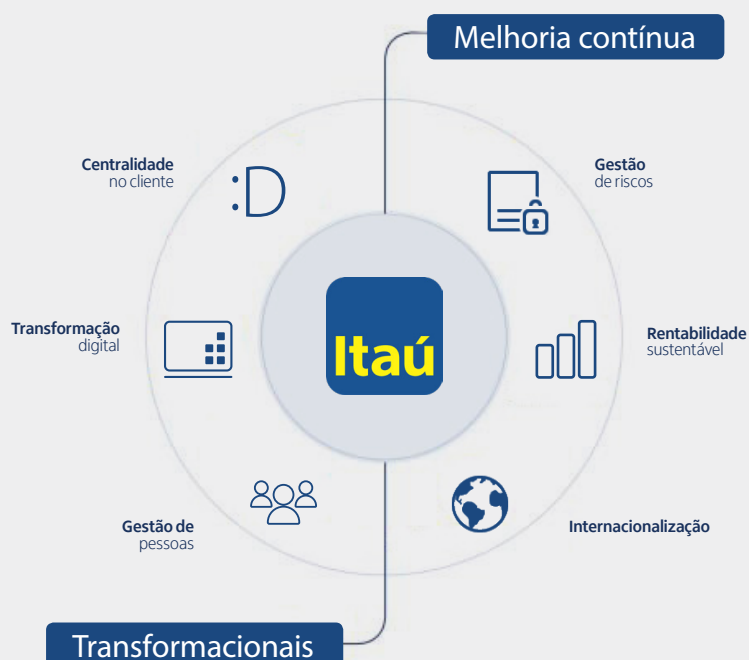 Melhoria contínua
Centralidade
no cliente
:D
Gestão
de riscos
Transformação
digital
Itaú
Rentabilidade
sustentável
Gestão de
pessoas
Internacionalização
Transformacionais